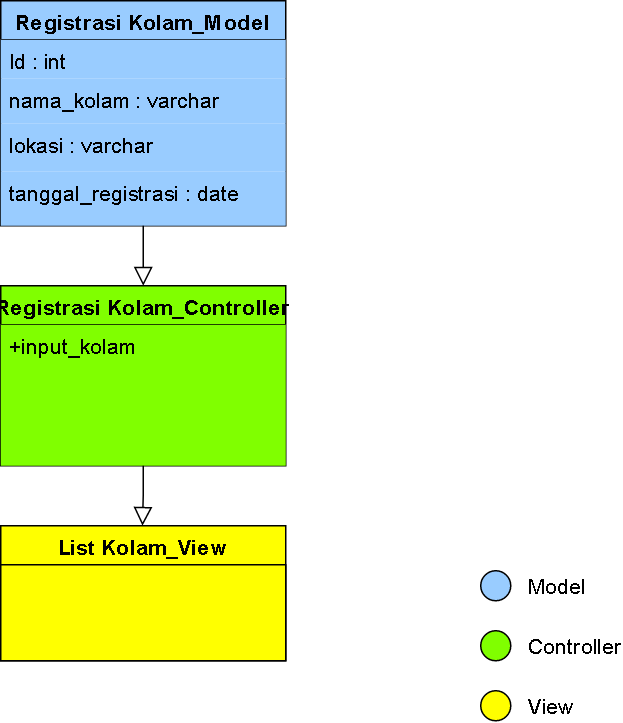 Registrasi Kolam_Model
Id : int
nama_kolam : varchar
lokasi : varchar
tanggal_registrasi : date
Registrasi Kolam_Controller
+input_kolam
List Kolam_View
Model
Controller
View